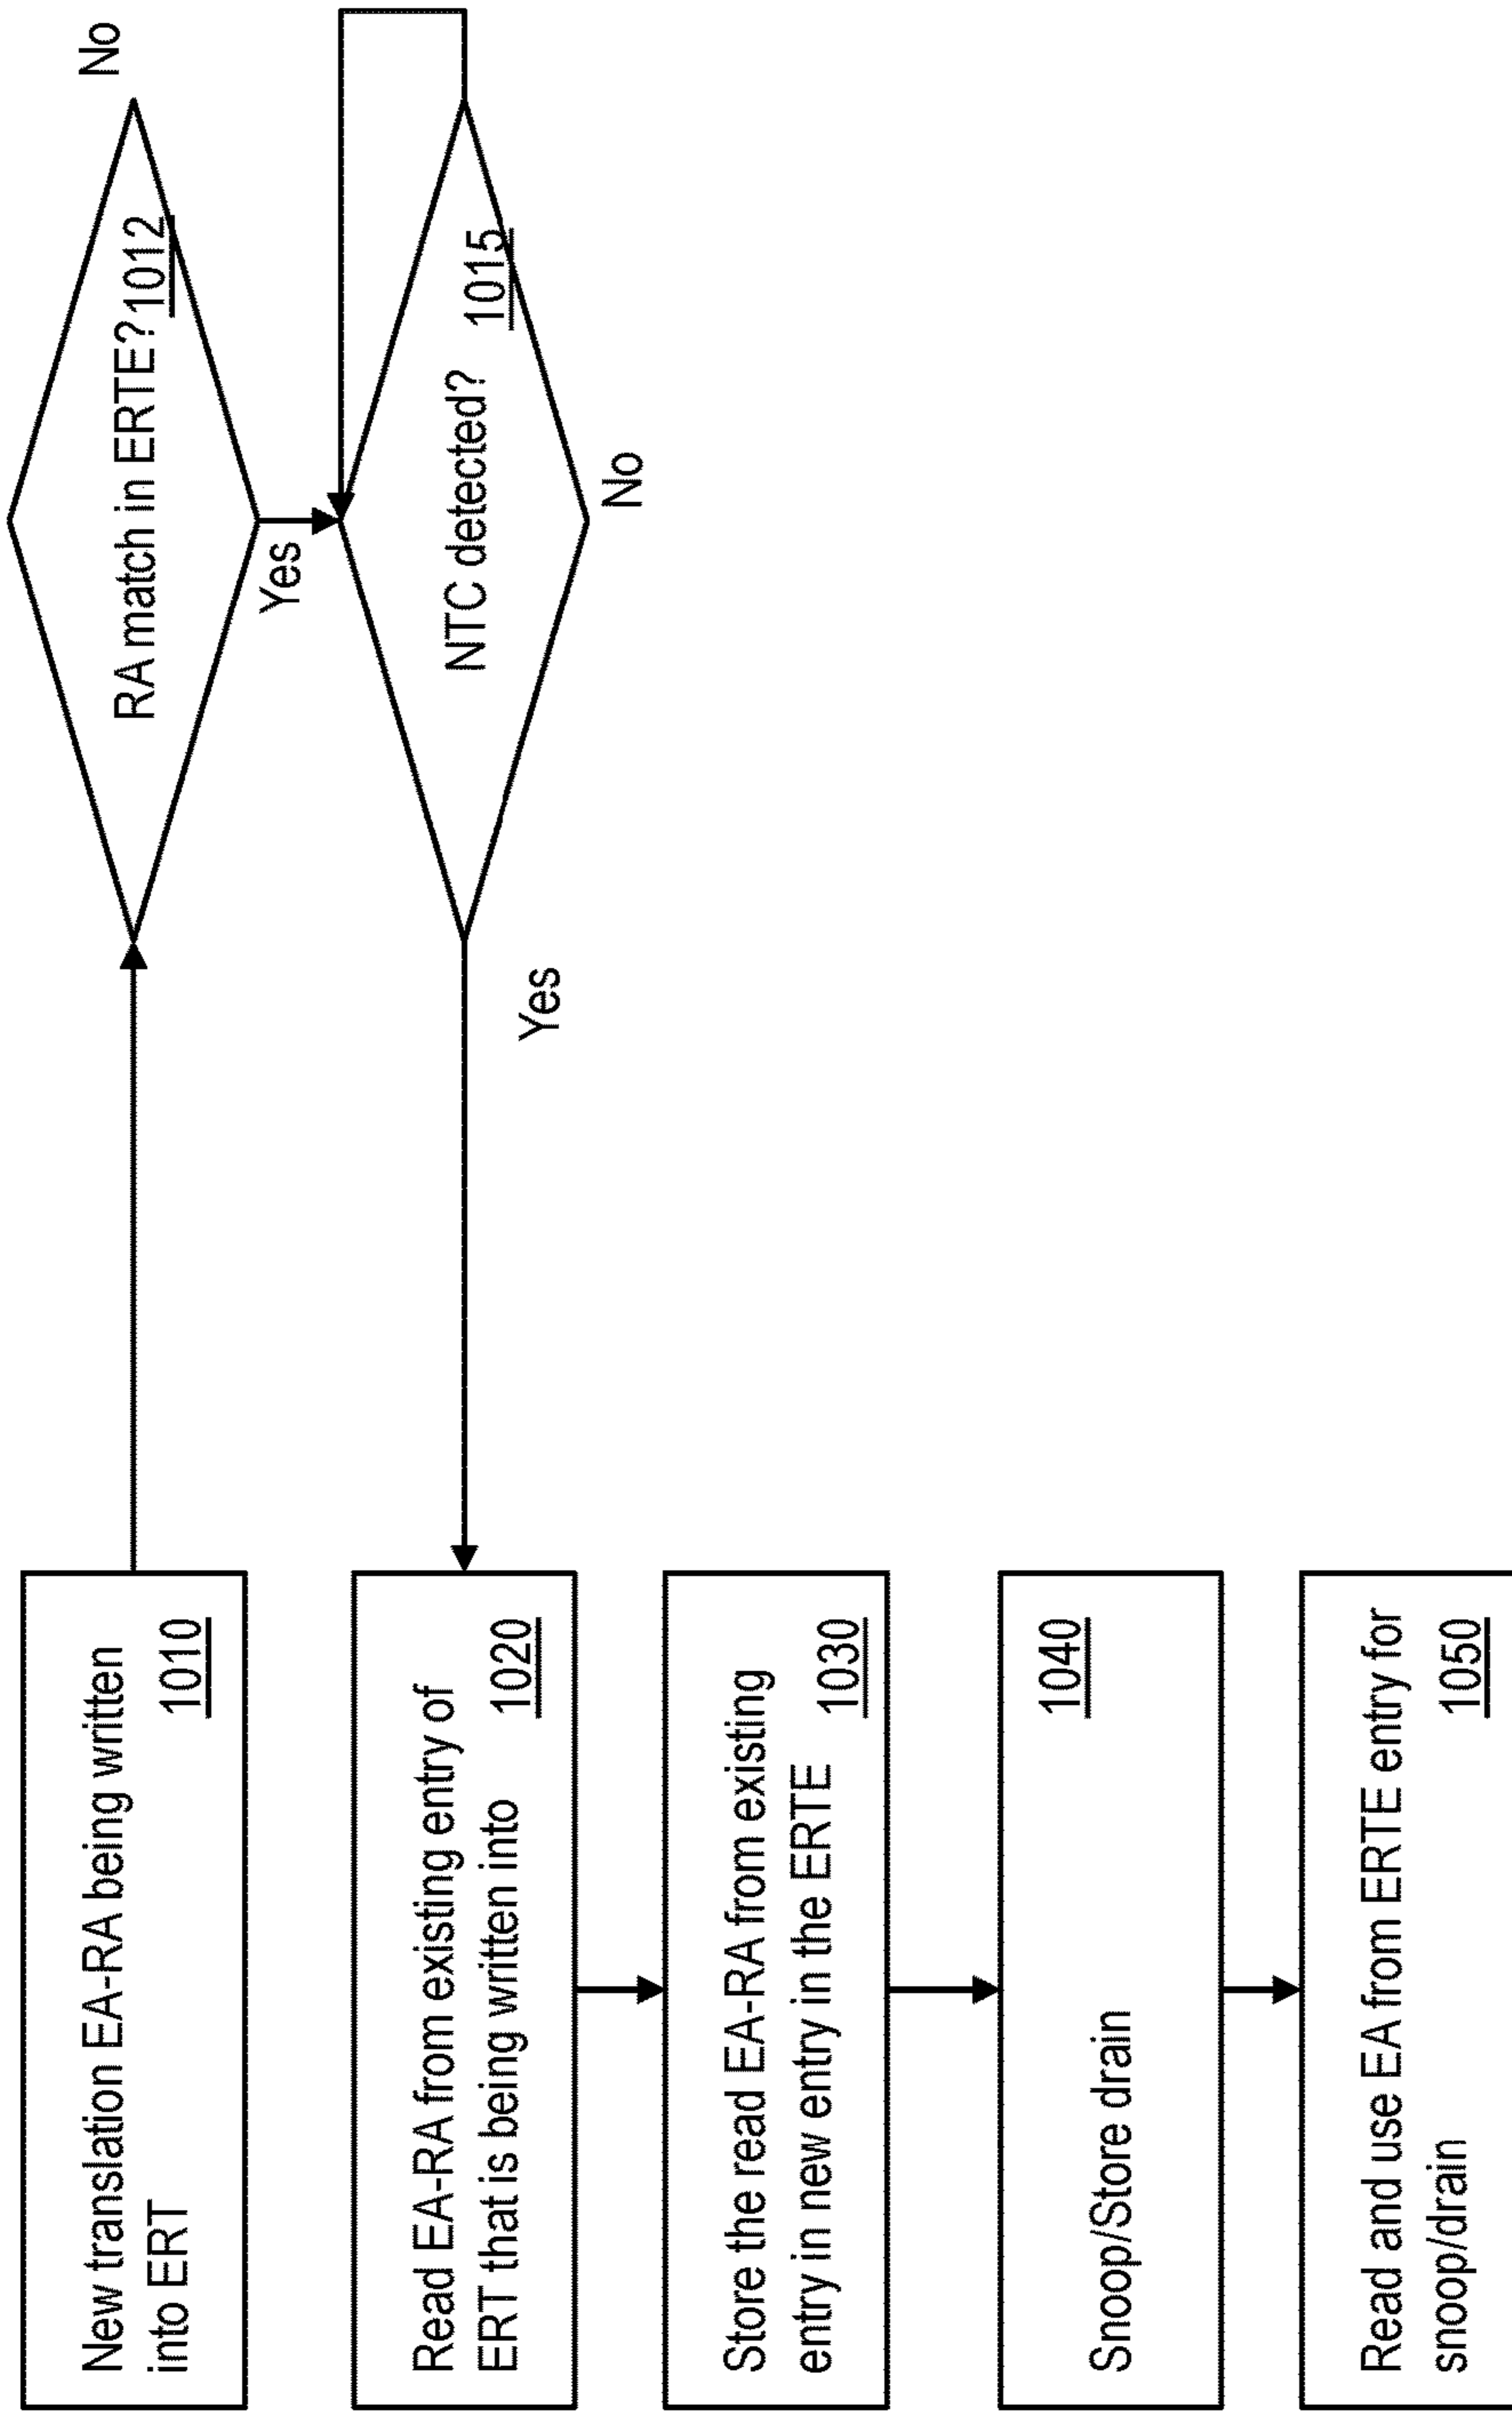 New translation EA-RA being written
into ERT
1010
RA match in ERTE? 1012
No
Yes
NTC detected?
1015
No
Yes
Read EA-RA from existing entry of
ERT that is being written into
1020
Store the read EA-RA from existing
entry in new entry in the ERTE
1030
Snoop/Store drain
1040
Read and use EA from ERTE entry for
snoop/drain
1050